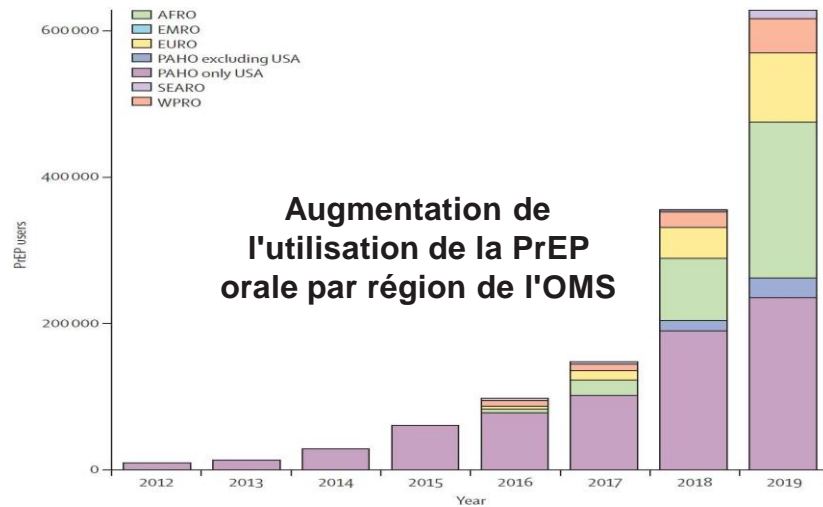 AFRO
EMRO
EURO
PAHO excluding USA
PAHO only USA
SEARO
WPRO
600 000
400 000
200 000
0
PrEP users
Augmentation de
l'utilisation de la PrEP
orale par région de l'OMS
2012 2013 2014 2015 2016 2017 2018 2019
Year